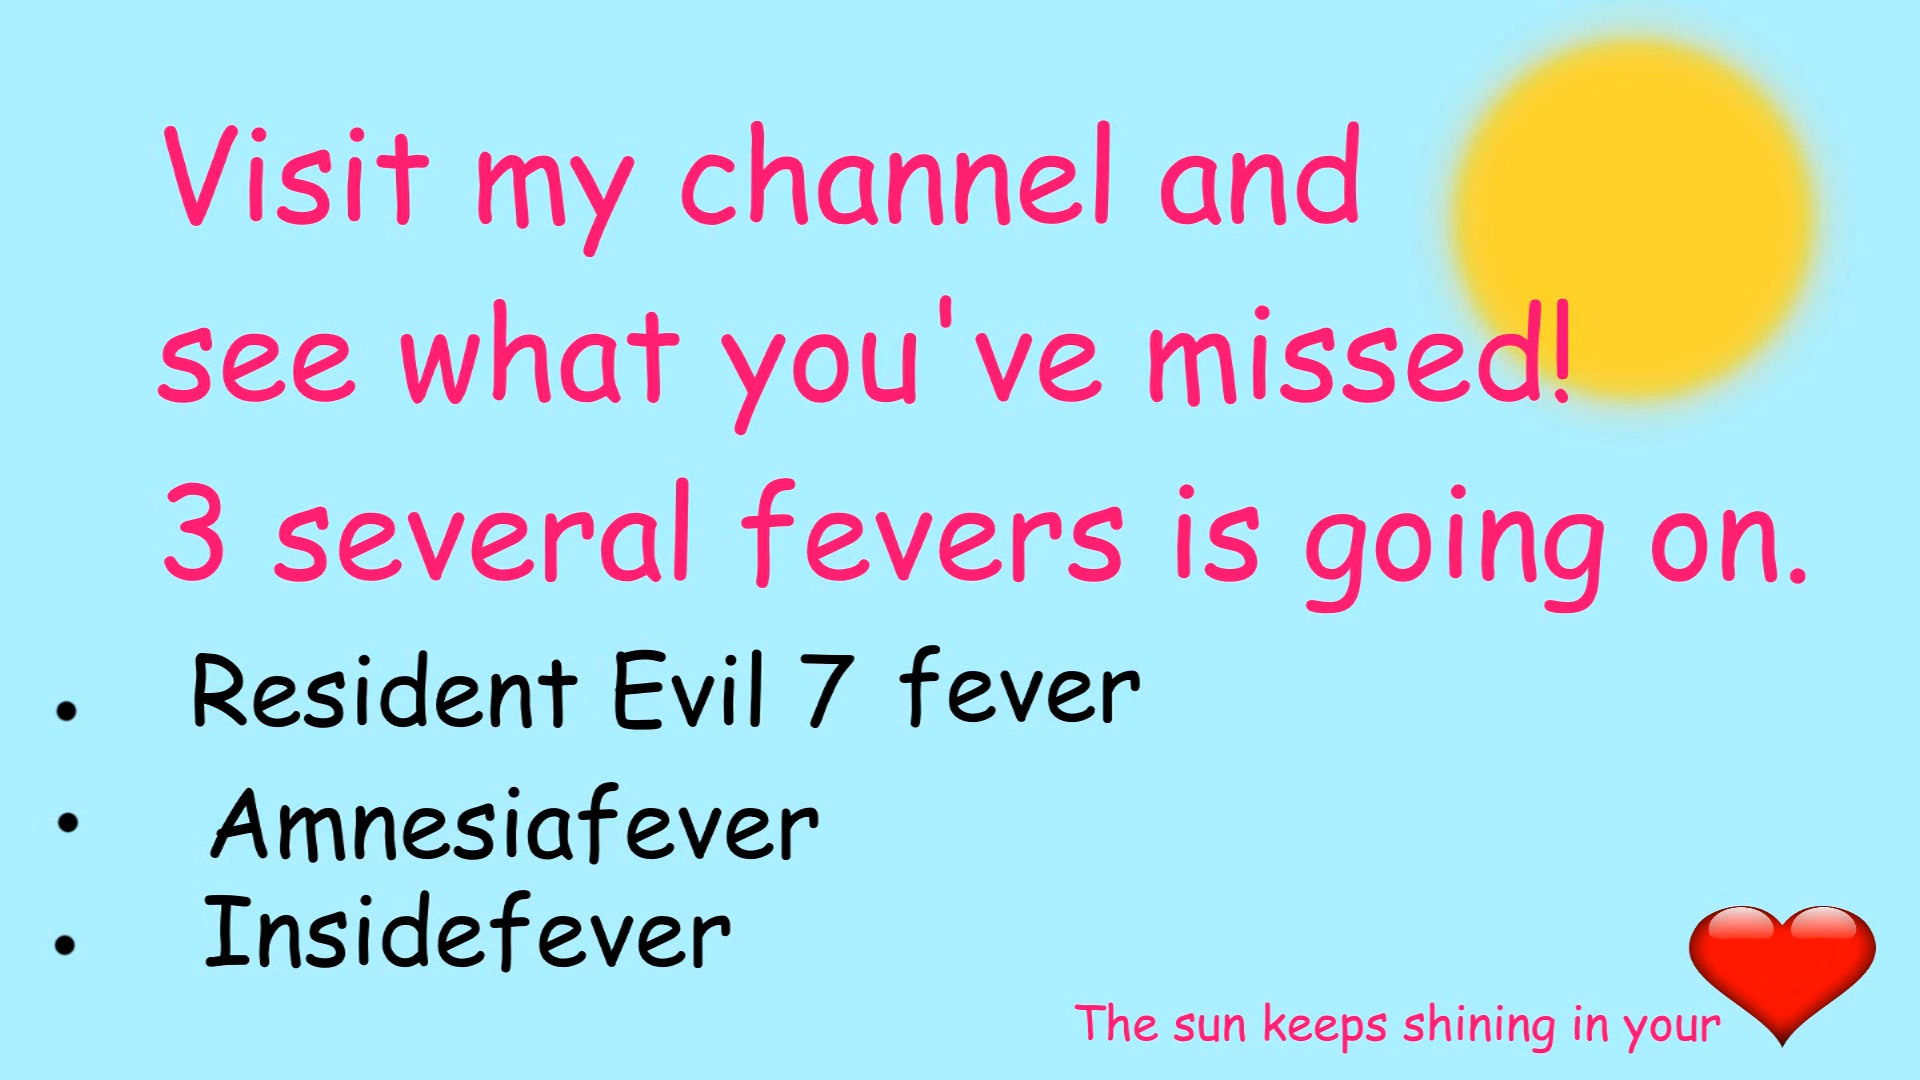 Visit my channel and
see what you've missed!
3 several fevers is going on.
• Resident Evil 7 fever
• Amnesiafever
• Insidefever
The sun keeps shining in your